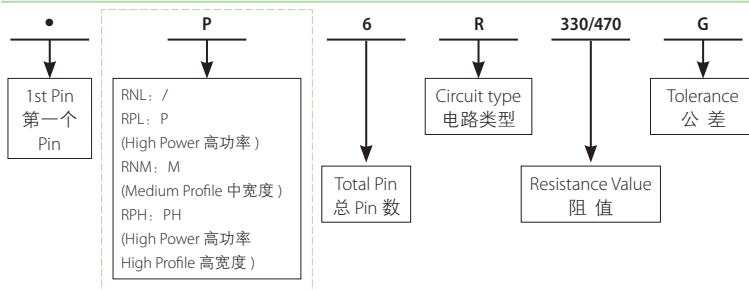 • P 6 R 330/470 G
1st Pin
第一个
Pin
RNL：/
RPL：P
(High Power 高功率 )
RNM：M
(Medium Profile 中宽度 )
RPH：PH
(High Power 高功率
High Profile 高宽度 )
Total Pin
总 Pin 数
Circuit type
电路类型
Resistance Value
阻 值
Tolerance
公 差